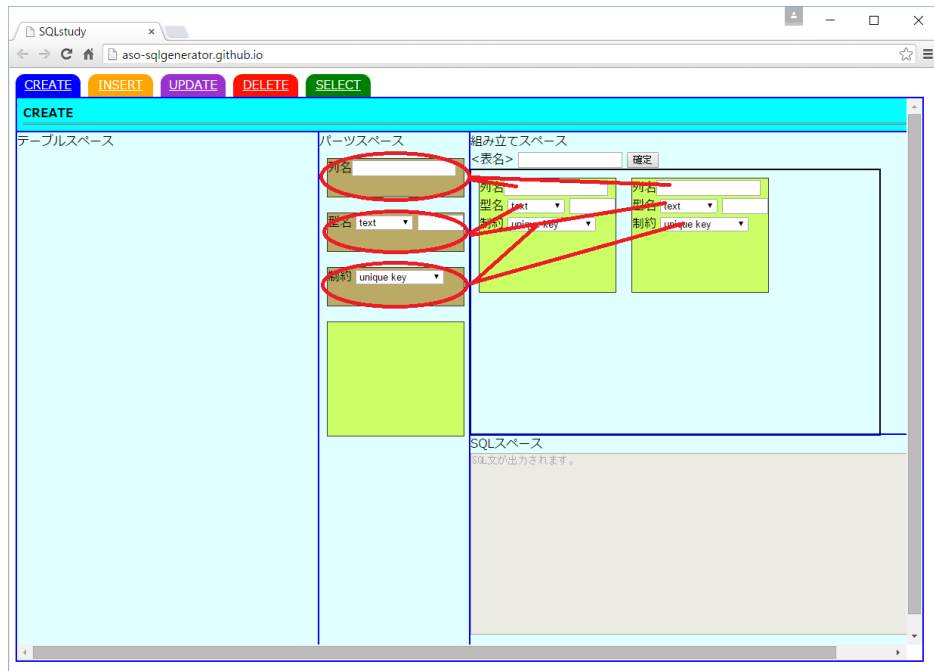 SQLstudy
aso-sqlgenerator.github.io
CREATE INSERT UPDATE DELETE SELECT
CREATE
テーブルスペース
パーツスペース
列名
型名 text
制約 unique key
組み立てスペース
<表名> 確定
列名 列名
型名 text 型名 text
制約 unique key 制約 unique key
SQLスペース
SQL文が出力されます。